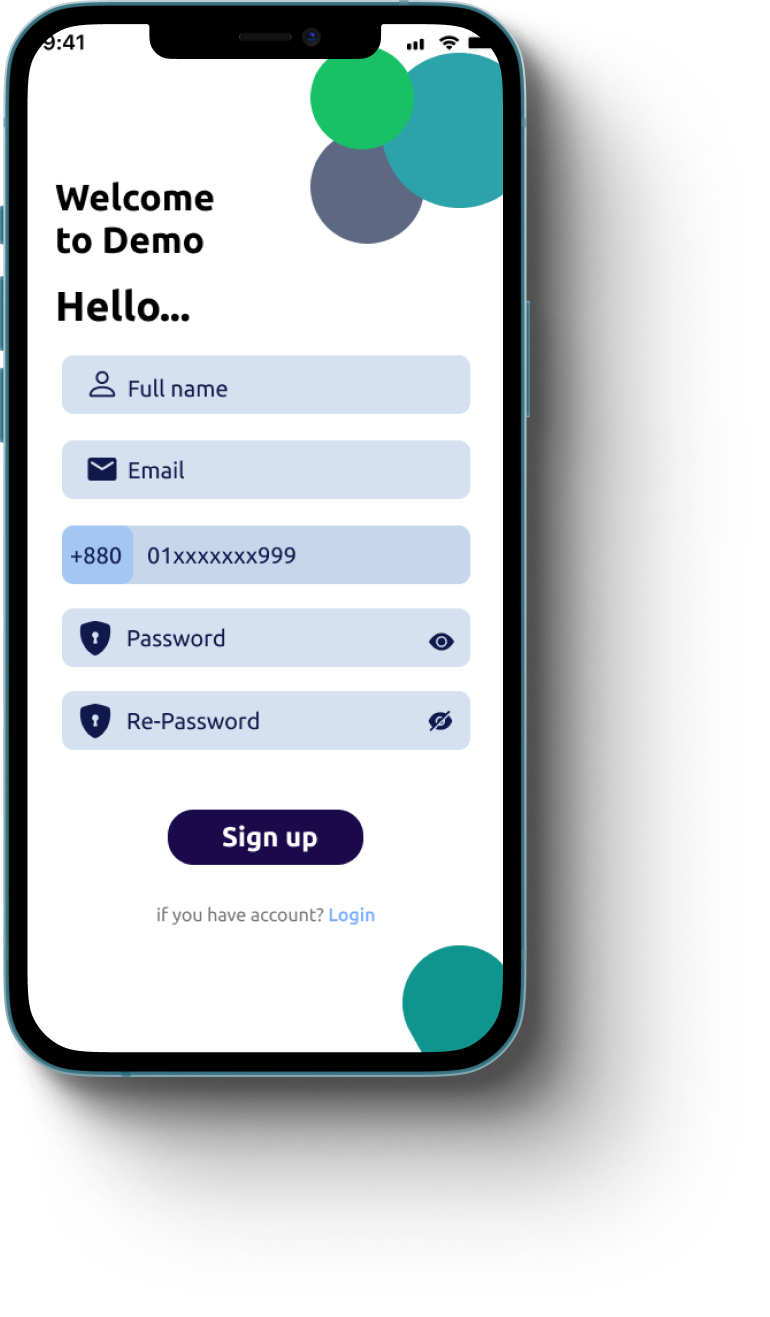 9:41
Welcome
to Demo
Hello...
Full name
Email
+880 01xxxxxxx999
Password
Re-Password
Sign up
if you have account? Login